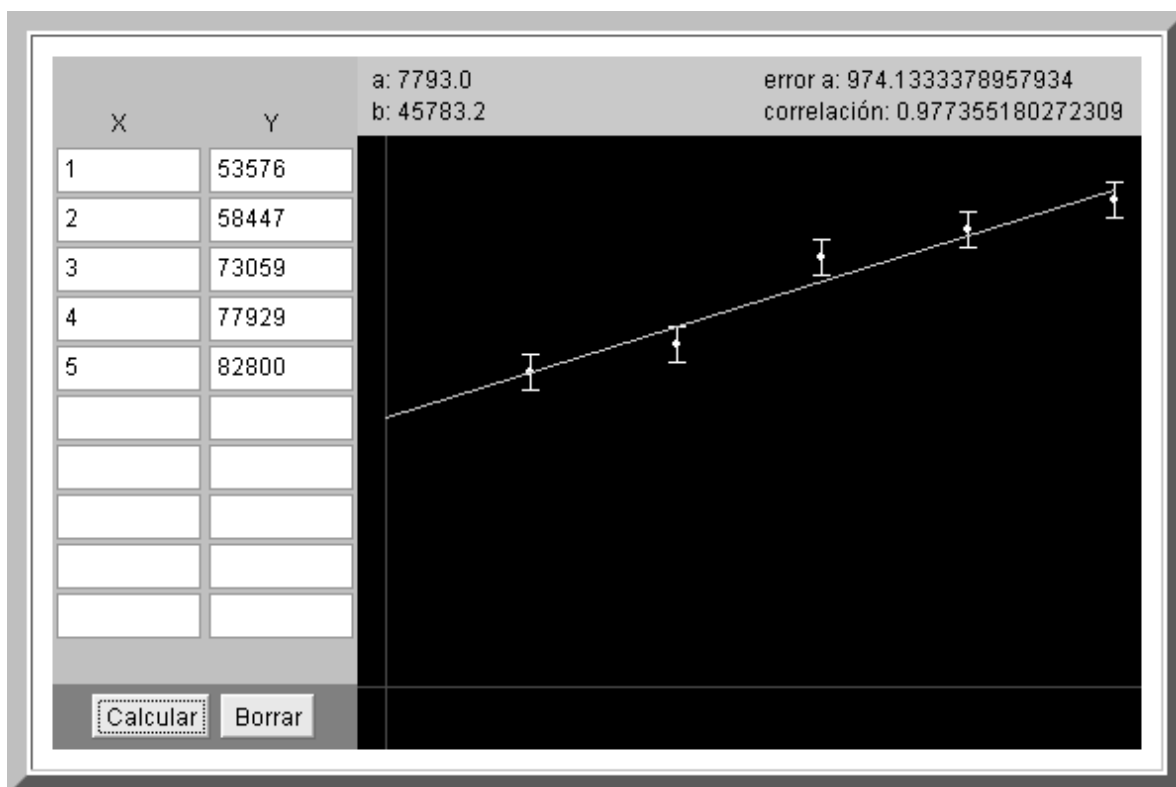 a: 7793.0 error a: 974.1333378957934
b: 45783.2 correlación: 0.977355180272309
X Y
1 53576
2 58447
3 73059
4 77929
5 82800
Calcular Borrar